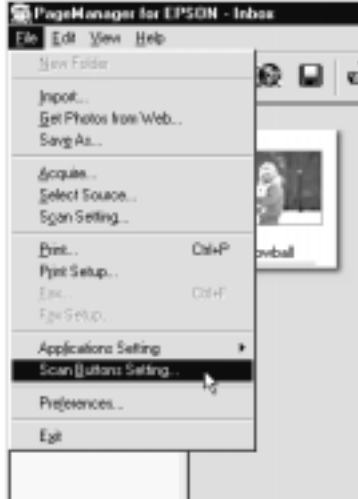 PageManager for EPSON - Inbox
File Edit View Help
New Folder
Import...
Get Photos from Web...
Save As...
Acquire...
Select Source...
Scan Setting...
Print... Ctrl+P
Print Setup...
Fax... Ctrl+F
Fax Setup...
Applications Setting
Scan Buttons Setting...
Preferences...
Exit
owball